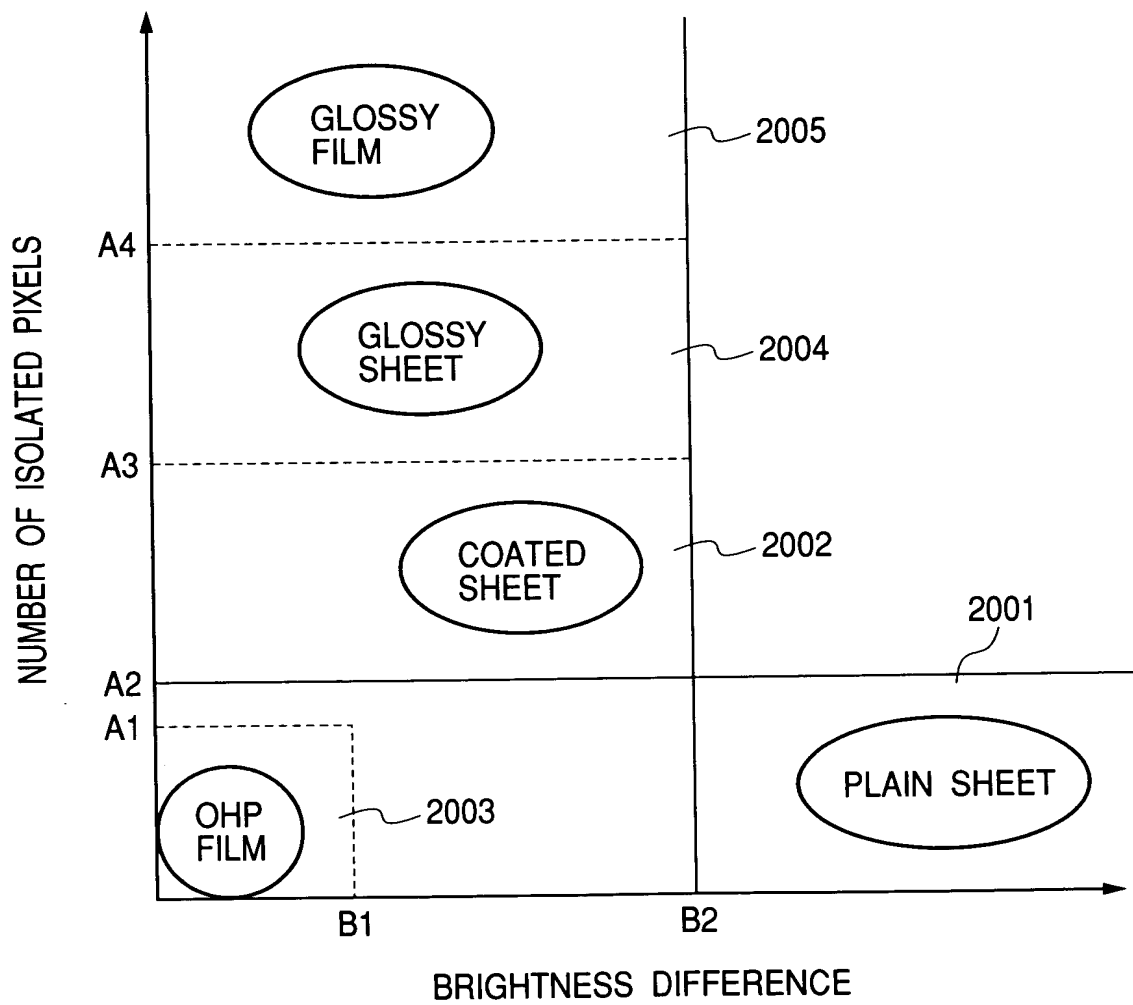 GLOSSY
FILM
2005
A4
GLOSSY
SHEET
2004
A3
COATED
SHEET
2002
2001
A2
A1
OHP
FILM
2003
PLAIN SHEET
B1
B2
NUMBER OF ISOLATED PIXELS
BRIGHTNESS DIFFERENCE